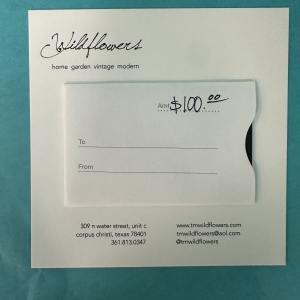 Wildflowers
home garden vintage modern
Amt $100.00
To
From
309 n water street, unit c
corpus christi, texas 78401
361.813.0347
www.tmwildflowers.com
tmwildflowers@aol.com
@tmwildflowers